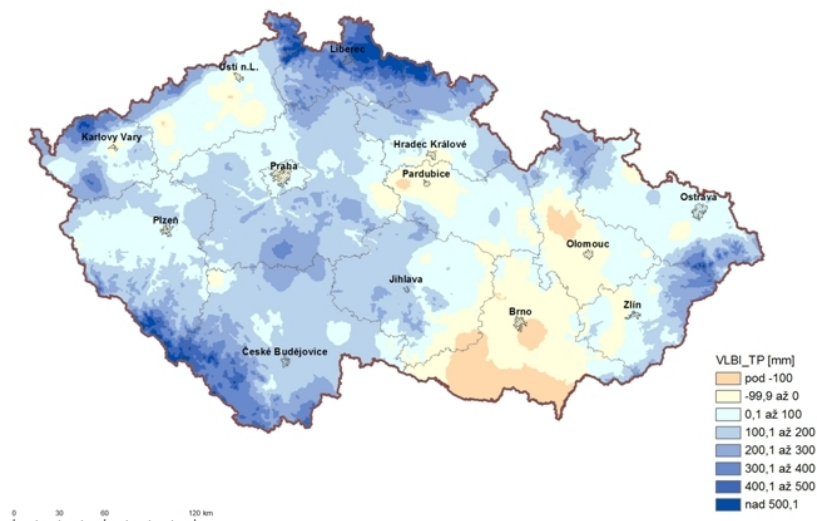 Liberec
Ústí n.L.
Karlovy Vary
Hradec Králové
Praha
Pardubice
Plzeň
Ostrava
Olomouc
Jihlava
Brno
Zlín
České Budějovice
VLBI_TP [mm]
pod -100
-99,9 až 0
0,1 až 100
100,1 až 200
200,1 až 300
300,1 až 400
400,1 až 500
nad 500,1
0 30 60 120 km